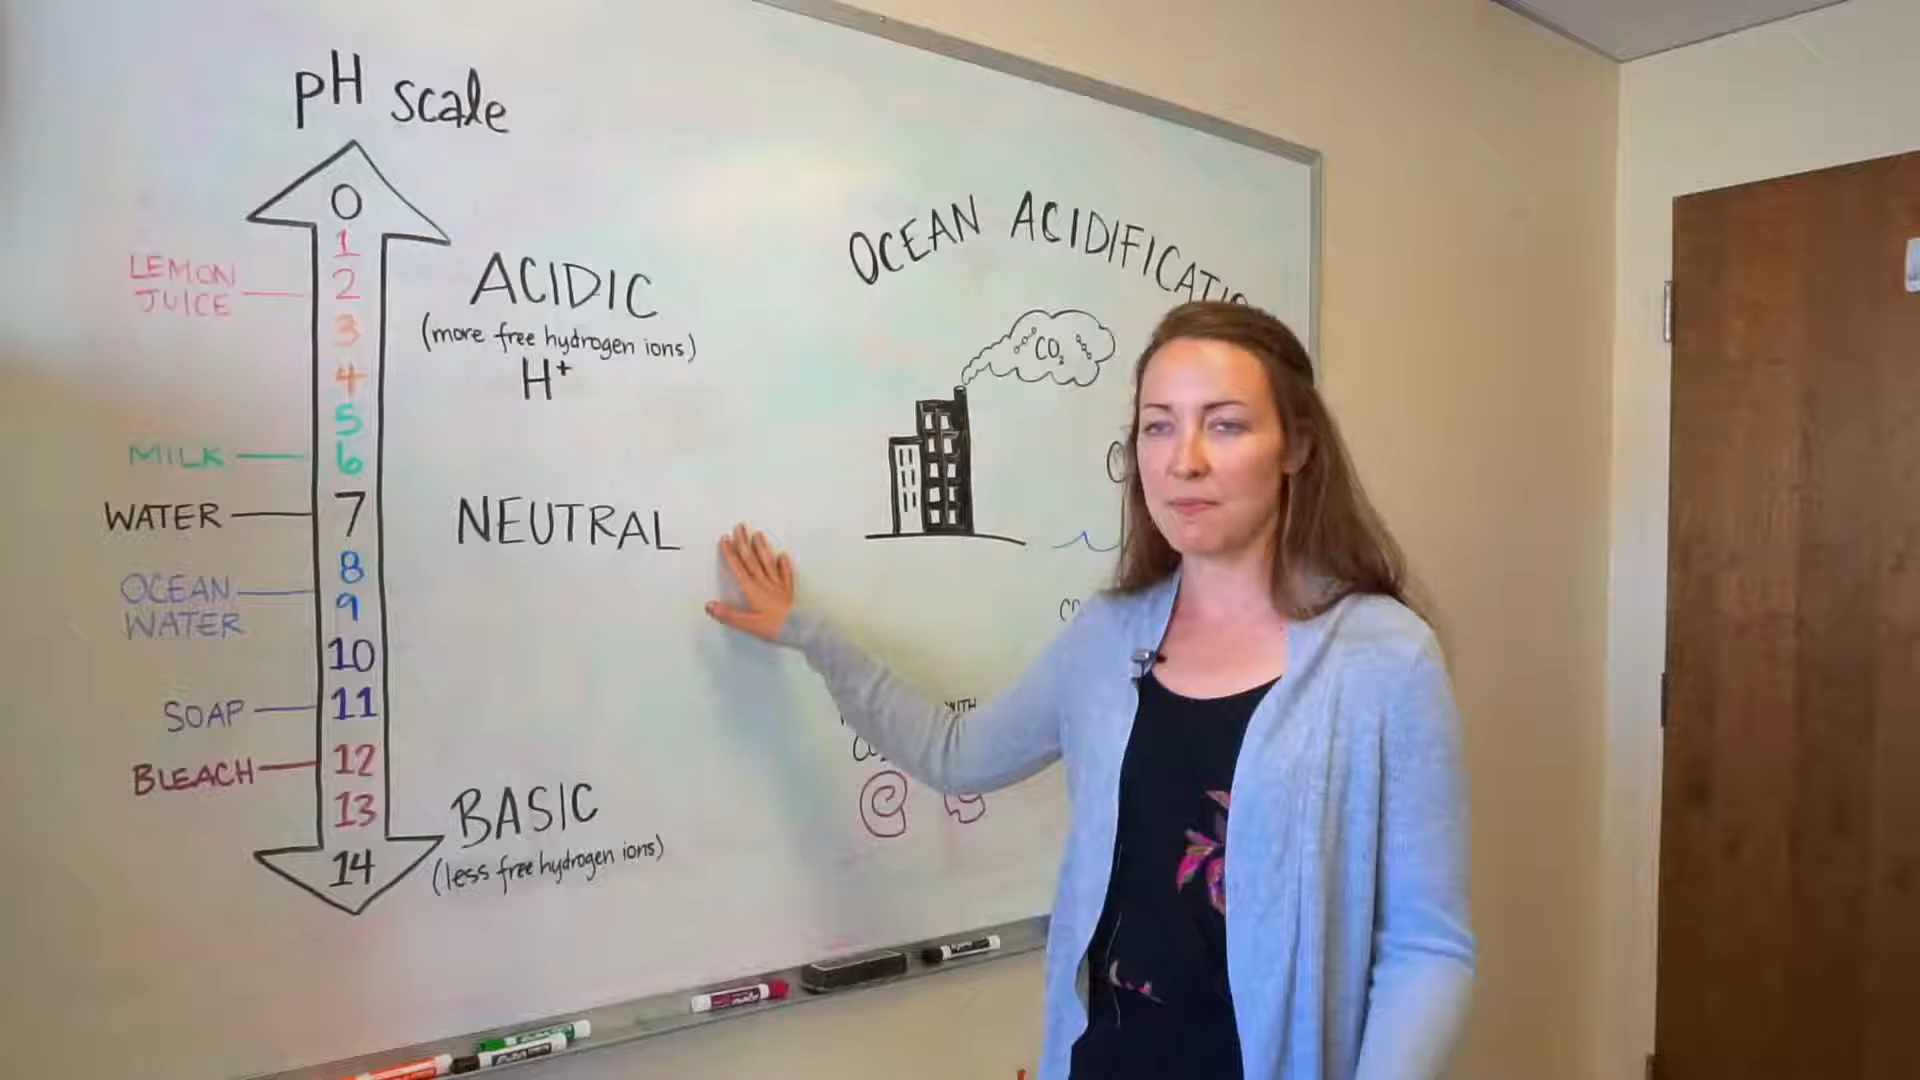 pH scale
0
1
LEMON
JUICE
2
3
4
5
MILK
6
WATER
7
8
OCEAN
WATER
9
10
SOAP
11
BLEACH
12
13
14
ACIDIC
(more free hydrogen ions)
H+
NEUTRAL
BASIC
(less free hydrogen ions)
OCEAN
CO₂
WITH